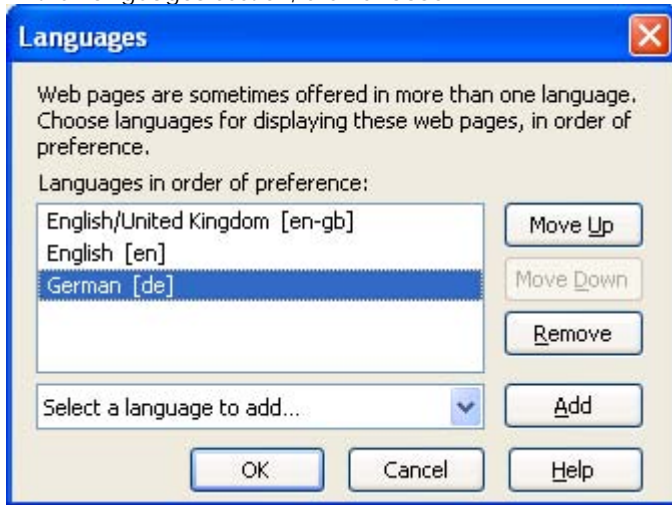 Languages
Web pages are sometimes offered in more than one language.
Choose languages for displaying these web pages, in order of
preference.
Languages in order of preference:
English/United Kingdom [en-gb]
English [en]
German [de]
Move Up
Move Down
Remove
Select a language to add...
Add
OK
Cancel
Help